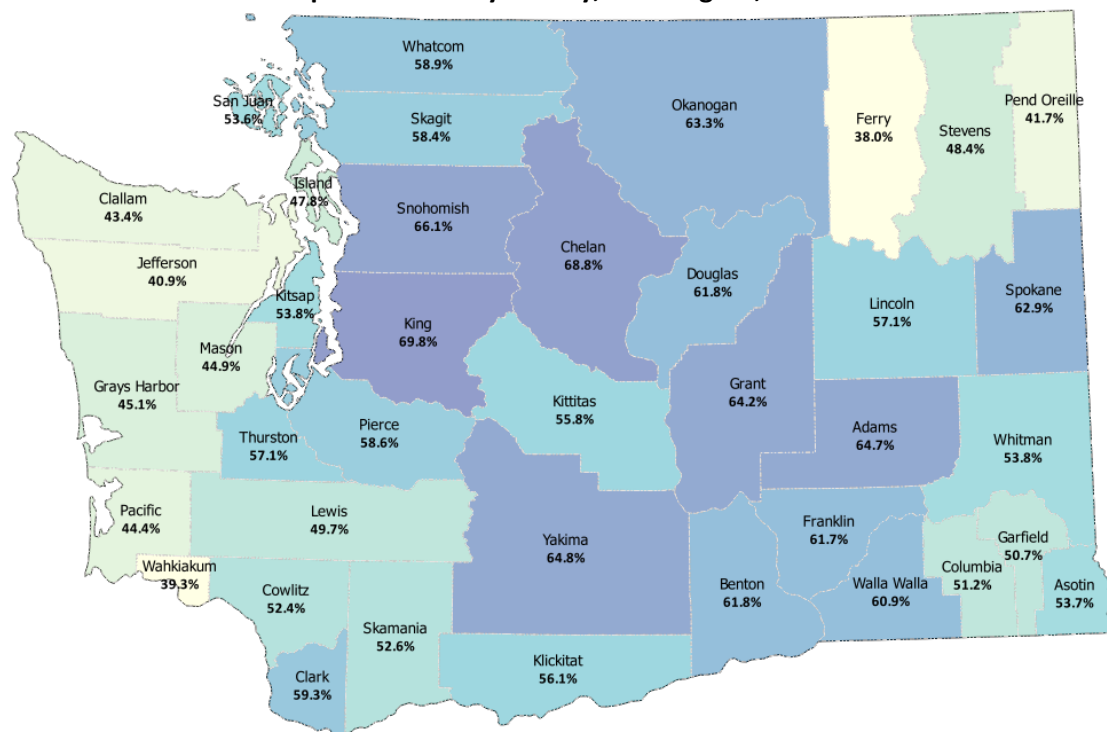 Whatcom
58.9%
San Juan
53.6%
Skagit
58.4%
Okanogan
63.3%
Ferry
38.0%
Stevens
48.4%
Pend Oreille
41.7%
Clallam
43.4%
Island
47.8%
Snohomish
66.1%
Chelan
68.8%
Jefferson
40.9%
Kitsap
53.8%
Douglas
61.8%
Lincoln
57.1%
Spokane
62.9%
King
69.8%
Mason
44.9%
Grays Harbor
45.1%
Kittitas
55.8%
Grant
64.2%
Adams
64.7%
Whitman
53.8%
Thurston
57.1%
Pierce
58.6%
Pacific
44.4%
Lewis
49.7%
Yakima
64.8%
Franklin
61.7%
Garfield
50.7%
Wahkiakum
39.3%
Cowlitz
52.4%
Skamania
52.6%
Benton
61.8%
Walla Walla
60.9%
Columbia
51.2%
Asotin
53.7%
Clark
59.3%
Klickitat
56.1%